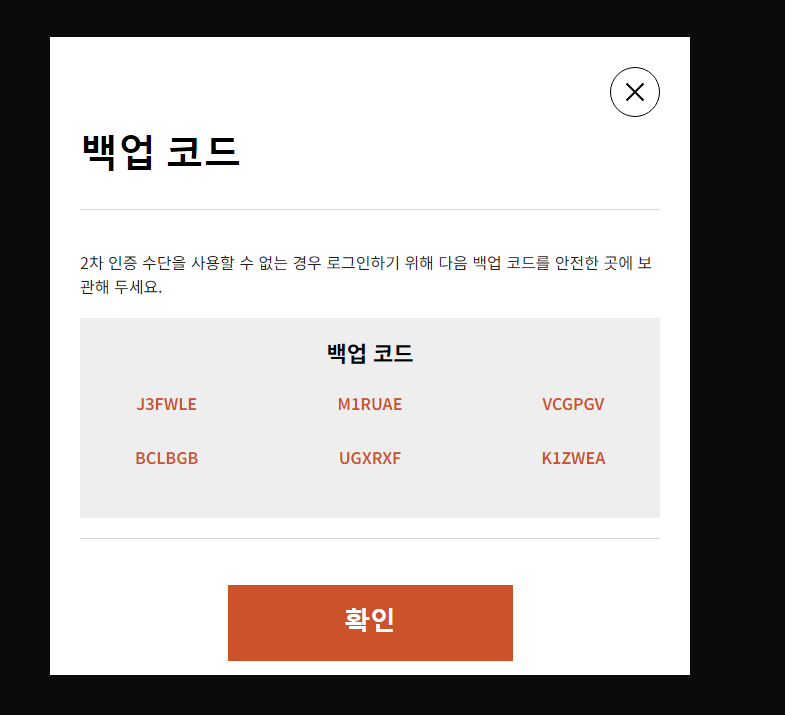 백업 코드
2차 인증 수단을 사용할 수 없는 경우 로그인하기 위해 다음 백업 코드를 안전한 곳에 보
관해 두세요.
백업 코드
J3FWLE M1RUAE VCGPGV
BCLBGB UGXRXF K1ZWEA
확인